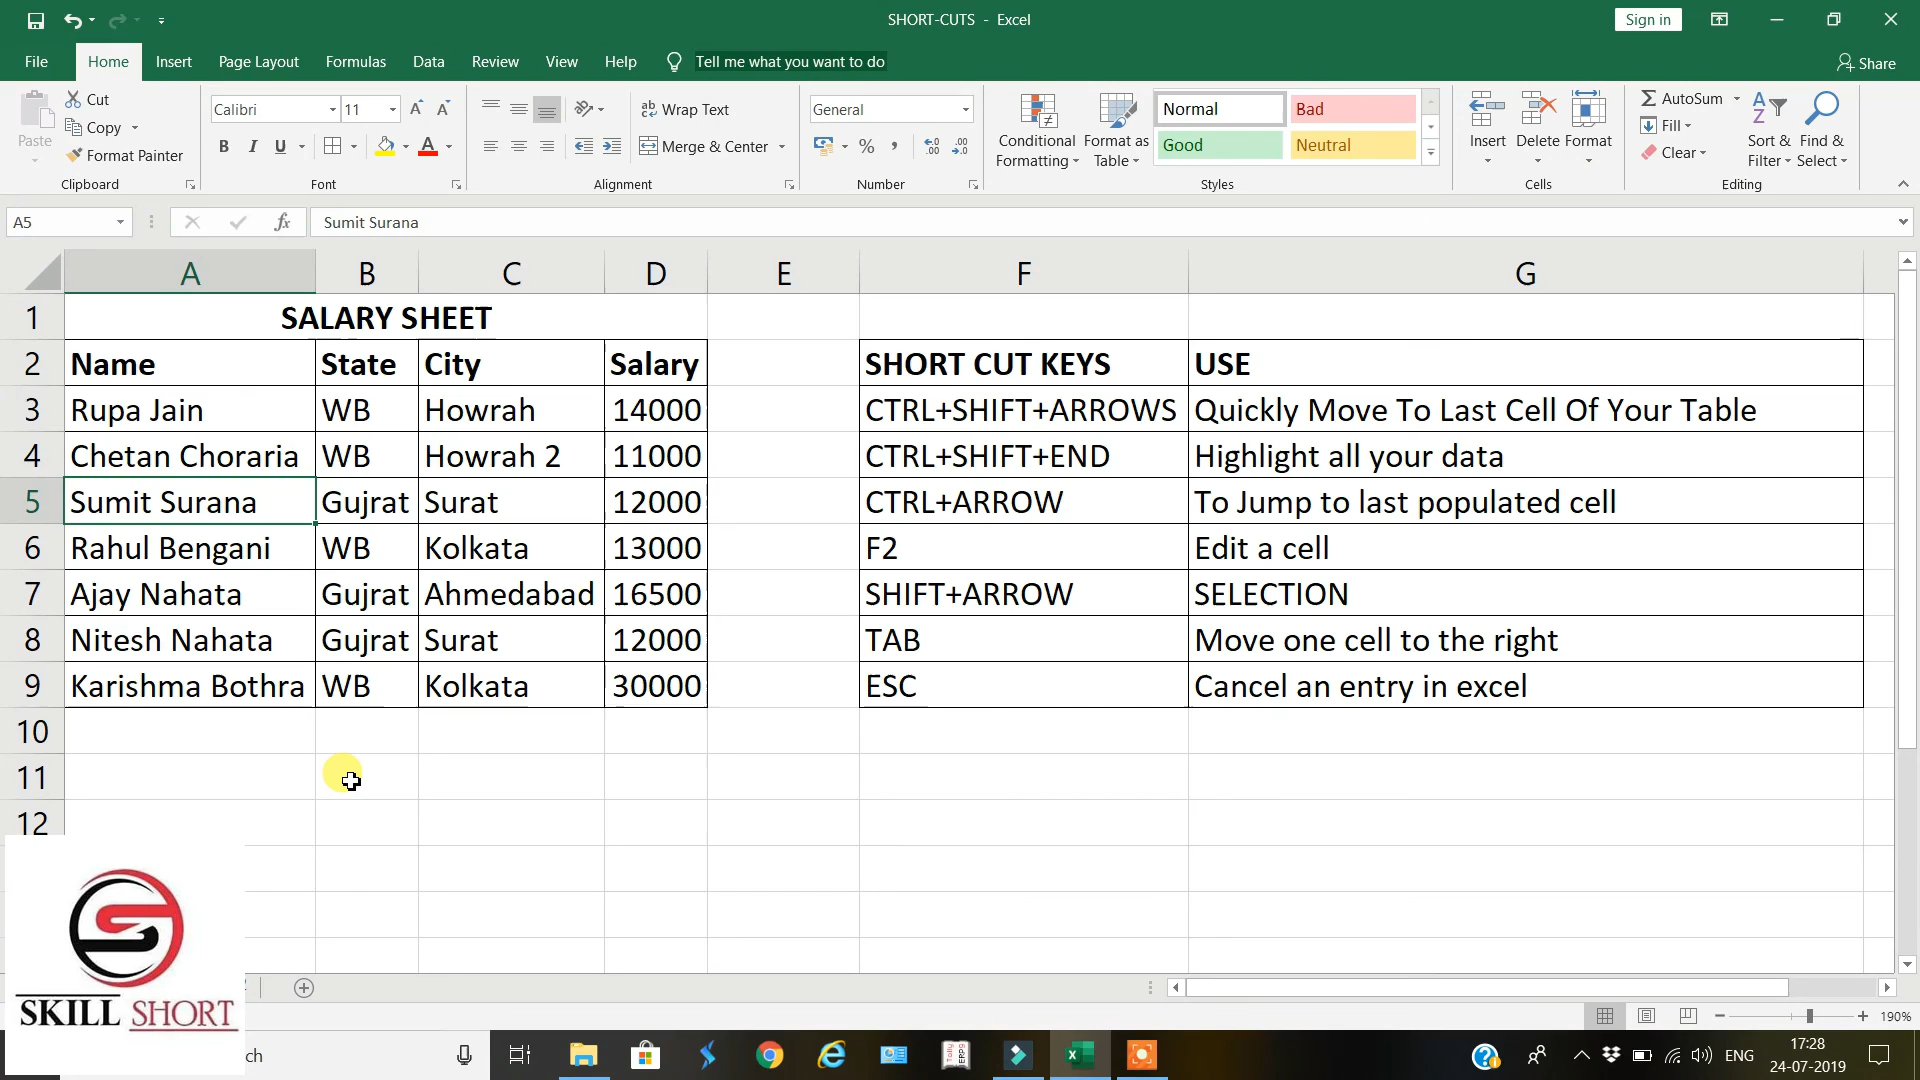 SHORT-CUTS - Excel
Sign in
File Home Insert Page Layout Formulas Data Review View Help Tell me what you want to do Share
Paste
Cut
Copy
Format Painter
Clipboard
Calibri 11
B I U
A
Font
ab Wrap Text
Merge & Center
Alignment
General
%
Number
Conditional Formatting
Format as Table
Normal Bad
Good Neutral
Styles
Insert Delete Format
Cells
AutoSum
Fill
Clear
Sort & Filter
Find & Select
Editing
A5 fx Sumit Surana
A B C D E F G
1 SALARY SHEET
2 Name State City Salary SHORT CUT KEYS USE
3 Rupa Jain WB Howrah 14000 CTRL+SHIFT+ARROWS Quickly Move To Last Cell Of Your Table
4 Chetan Choraria WB Howrah 2 11000 CTRL+SHIFT+END Highlight all your data
5 Sumit Surana Gujrat Surat 12000 CTRL+ARROW To Jump to last populated cell
6 Rahul Bengani WB Kolkata 13000 F2 Edit a cell
7 Ajay Nahata Gujrat Ahmedabad 16500 SHIFT+ARROW SELECTION
8 Nitesh Nahata Gujrat Surat 12000 TAB Move one cell to the right
9 Karishma Bothra WB Kolkata 30000 ESC Cancel an entry in excel
10
11
12
SKILL SHORT
190%
ch
ENG
17:28
24-07-2019